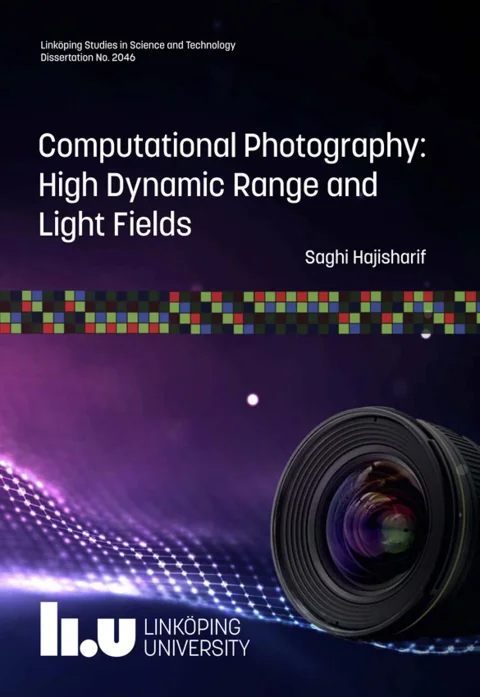 Linköping Studies in Science and Technology
Dissertation No. 2046
Computational Photography:
High Dynamic Range and
Light Fields
Saghi Hajisharif
li.u LINKÖPING
UNIVERSITY